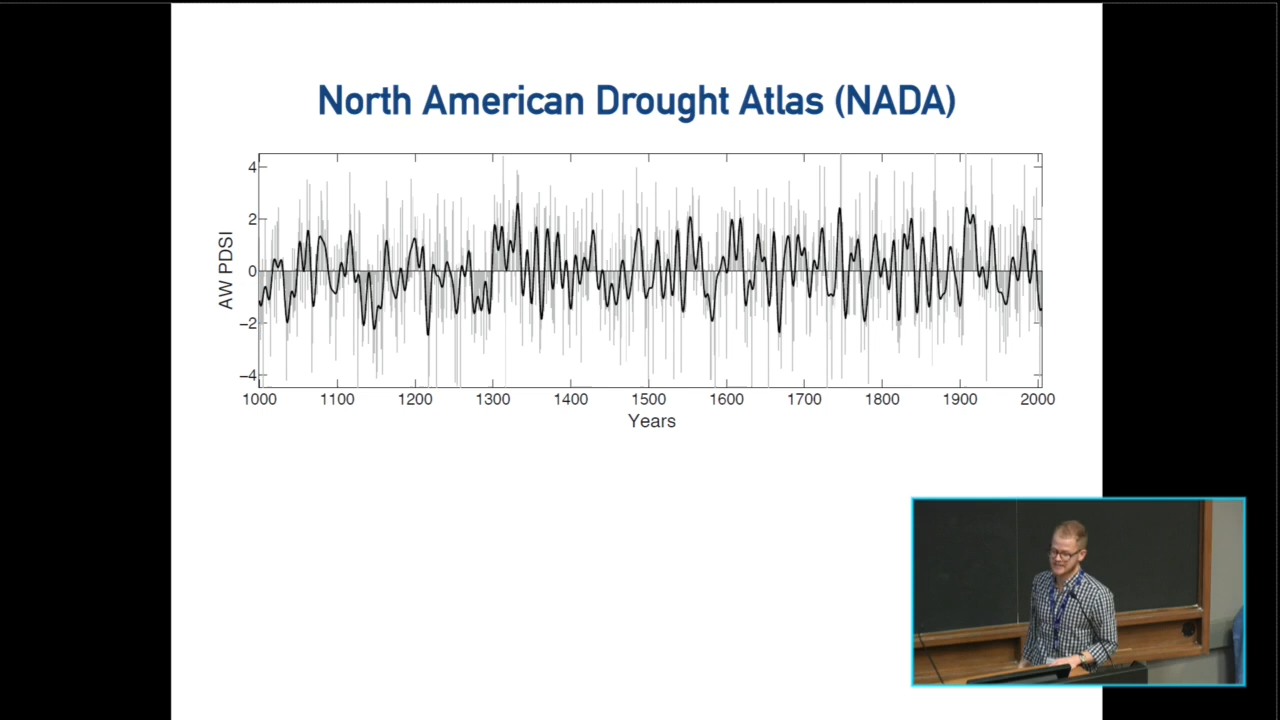 North American Drought Atlas (NADA)
4
2
0
−2
−4
AW PDSI
1000 1100 1200 1300 1400 1500 1600 1700 1800 1900 2000
Years